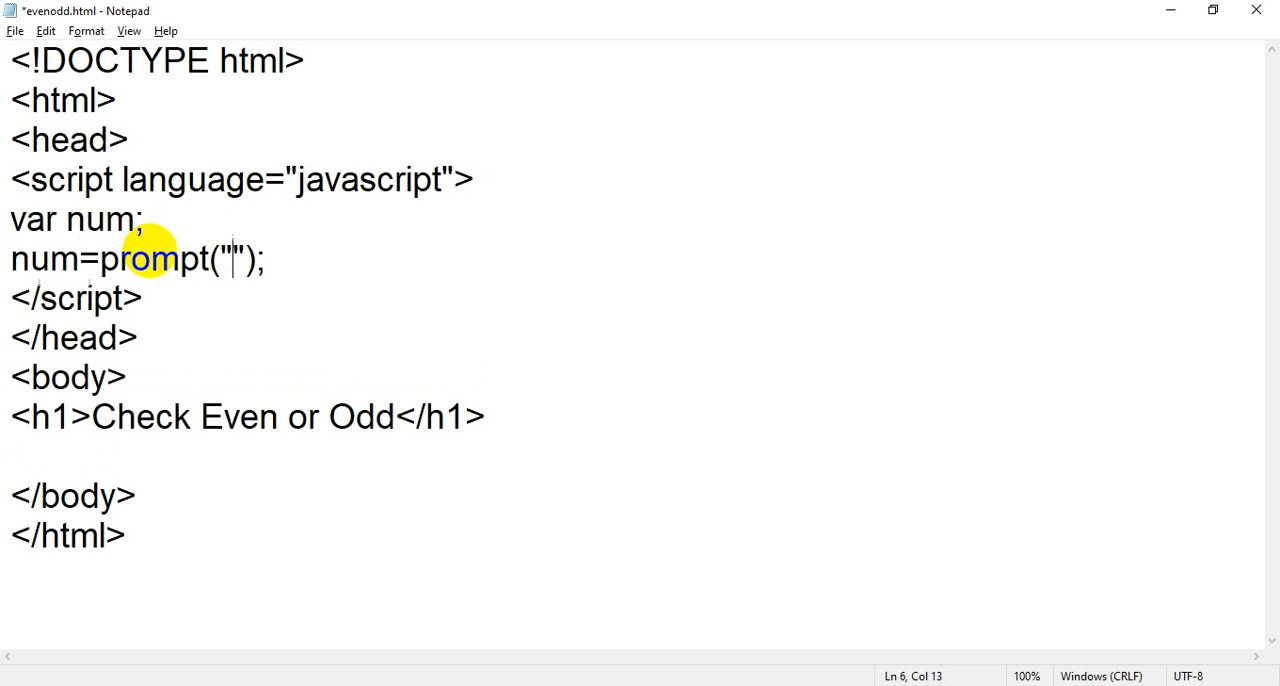 *evenodd.html - Notepad
File Edit Format View Help
<!DOCTYPE html>
<html>
<head>
<script language="javascript">
var num;
num=prompt("");
</script>
</head>
<body>
<h1>Check Even or Odd</h1>
</body>
</html>
Ln 6, Col 13 100% Windows (CRLF) UTF-8